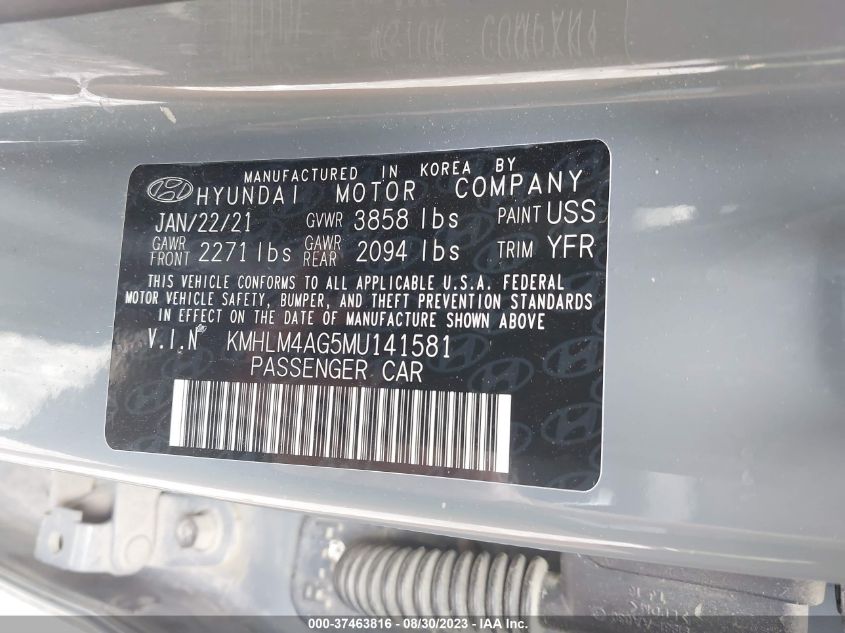 MANUFACTURED IN KOREA BY
HYUNDAI MOTOR COMPANY
JAN/22/21 GVWR 3858 lbs PAINT USS
GAWR FRONT 2271 lbs GAWR REAR 2094 lbs TRIM YFR
THIS VEHICLE CONFORMS TO ALL APPLICABLE U.S.A. FEDERAL
MOTOR VEHICLE SAFETY, BUMPER, AND THEFT PREVENTION STANDARDS
IN EFFECT ON THE DATE OF MANUFACTURE SHOWN ABOVE
V.I.N KMHLM4AG5MU141581
PASSENGER CAR
000-37463816 - 08/30/2023 - © IAA Inc.